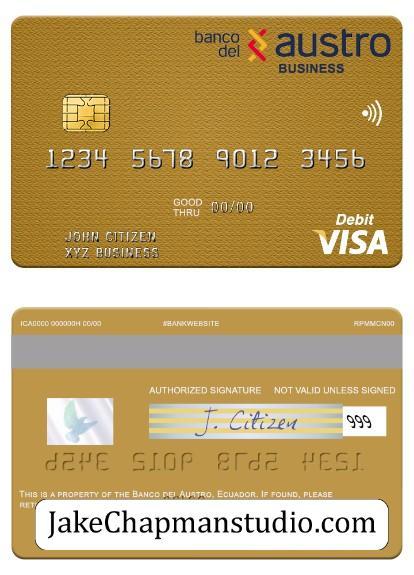 banco
del austro
BUSINESS
1234 5678 9012 3456
GOOD
THRU 00/00
JOHN CITIZEN
XYZ BUSINESS
Debit
VISA
ICA0000 000000H 00/00 #BANKWEBSITE RPMMCN00
AUTHORIZED SIGNATURE NOT VALID UNLESS SIGNED
J. Citizen 999
THIS IS A PROPERTY OF THE BANCO DEL AUSTRO, ECUADOR. IF FOUND, PLEASE
JakeChapmanstudio.com